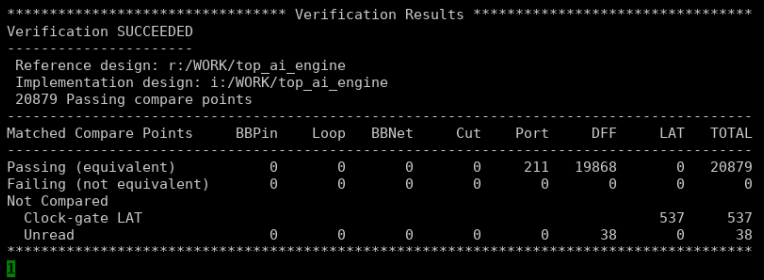 ********************************* Verification Results *********************************
Verification SUCCEEDED
----------------------
 Reference design: r:/WORK/top_ai_engine
 Implementation design: i:/WORK/top_ai_engine
 20879 Passing compare points
----------------------------------------------------------------------------------------
Matched Compare Points     BBPin    Loop   BBNet     Cut    Port     DFF     LAT   TOTAL
----------------------------------------------------------------------------------------
Passing (equivalent)           0       0       0       0     211   19868       0   20879
Failing (not equivalent)       0       0       0       0       0       0       0       0
Not Compared
  Clock-gate LAT                                                             537     537
  Unread                       0       0       0       0       0      38       0      38
****************************************************************************************
1